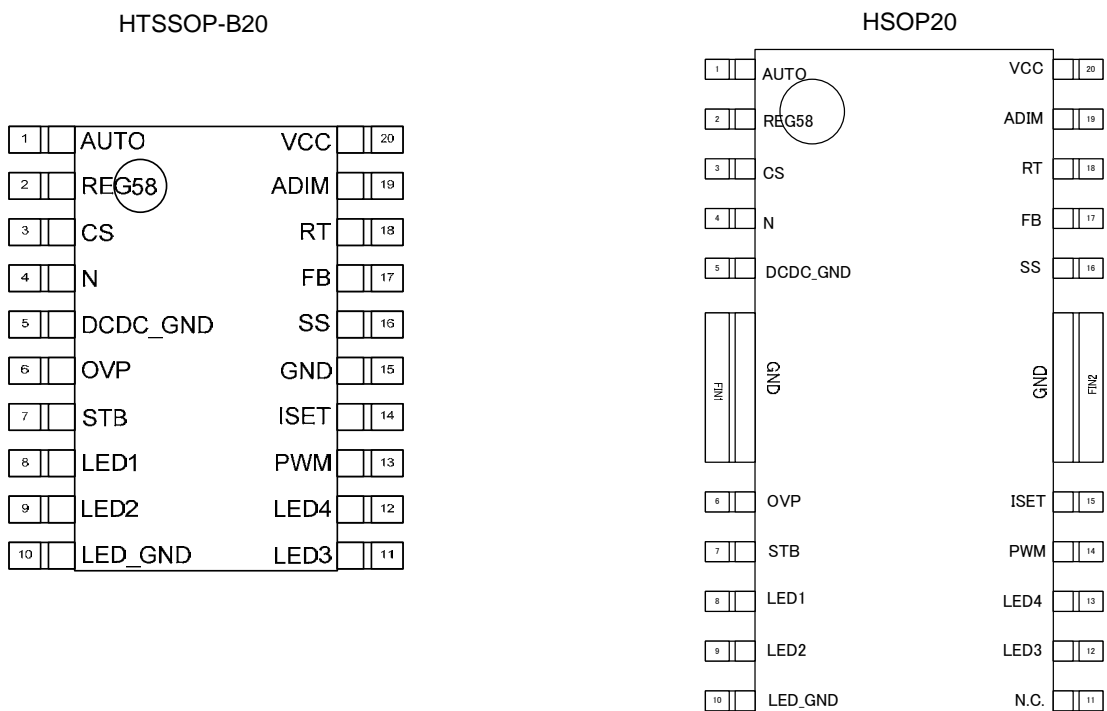 HTSSOP-B20
1 AUTO VCC 20
2 REG58 ADIM 19
3 CS RT 18
4 N FB 17
5 DCDC_GND SS 16
6 OVP GND 15
7 STB ISET 14
8 LED1 PWM 13
9 LED2 LED4 12
10 LED_GND LED3 11
HSOP20
1 AUTO VCC 20
2 REG58 ADIM 19
3 CS RT 18
4 N FB 17
5 DCDC_GND SS 16
FIN1 GND GND FIN2
6 OVP ISET 15
7 STB PWM 14
8 LED1 LED4 13
9 LED2 LED3 12
10 LED_GND N.C. 11